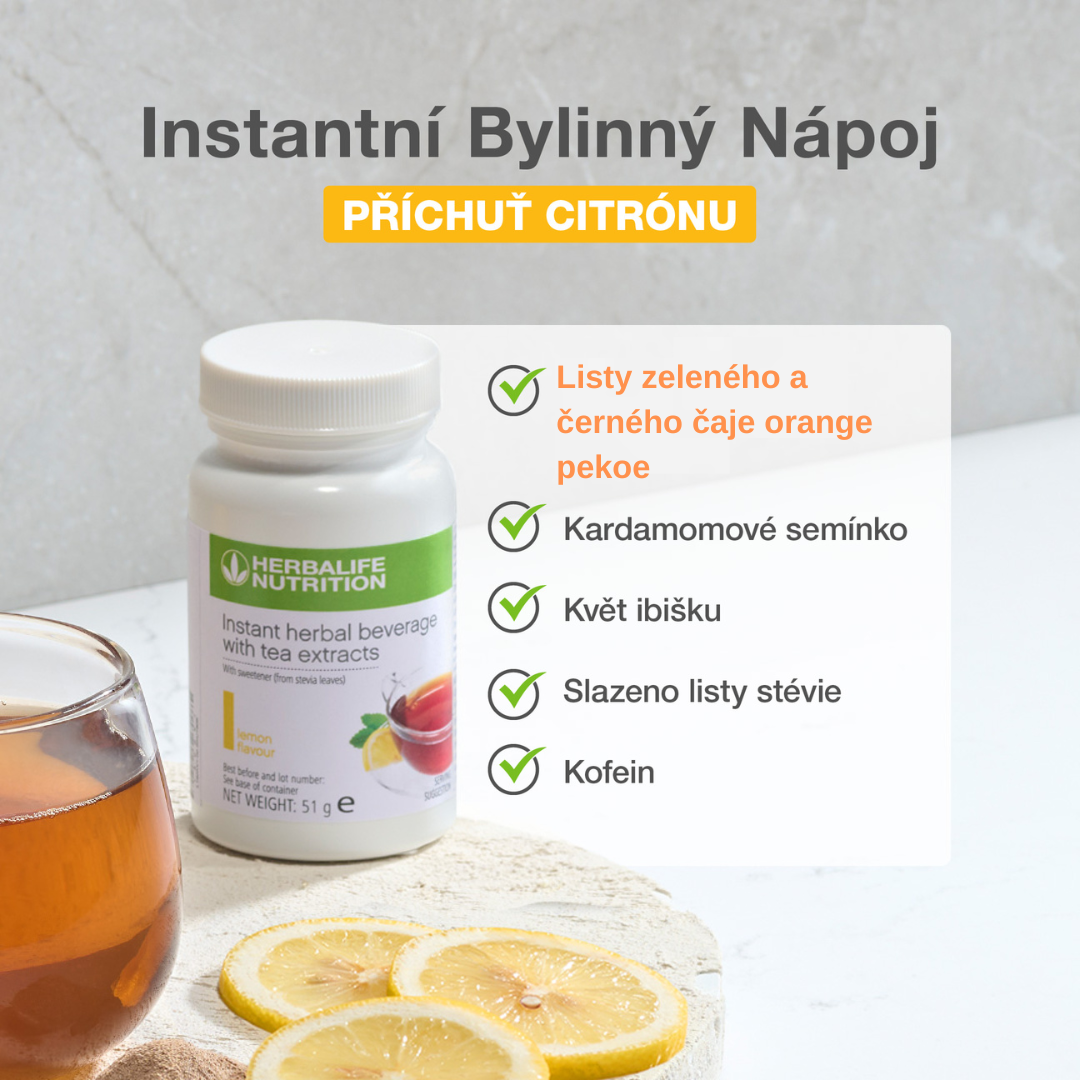 Instantní Bylinný Nápoj
PŘÍCHUŤ CITRÓNU
Listy zeleného a
černého čaje orange
pekoe
Kardamomové semínko
Květ ibišku
Slazeno listy stévie
Kofein
HERBALIFE
NUTRITION
Instant herbal beverage
with tea extracts
With sweetener (from stevia leaves)
lemon
flavour
Best before and lot number:
See base of container
NET WEIGHT: 51 g e
SERVING
SUGGESTION